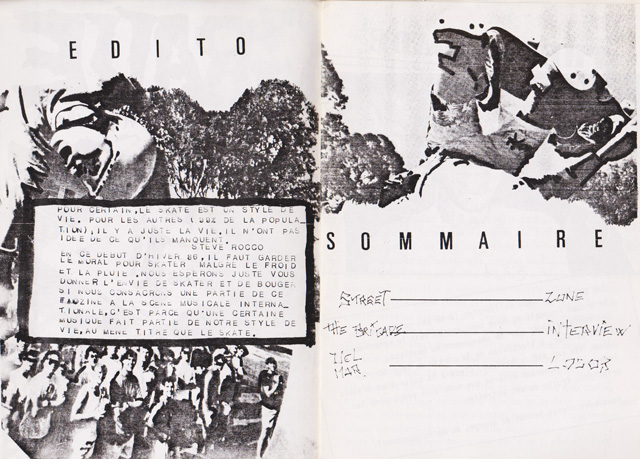 EDITO
POUR CERTAIN,LE SKATE EST UN STYLE DE
VIE. POUR LES AUTRES (99% DE LA POPULA_
TION),IL Y A JUSTE LA VIE.IL N'ONT PAS
IDEE DE CE QU'ILS MANQUENT.
STEVE ROCCO
EN CE DEBUT D'HIVER 86,IL FAUT GARDER
LE MORAL POUR SKATER MALGRE LE FROID
ET LA PLUIE .NOUS ESPERONS JUSTE VOUS
DONNER L'ENVIE DE SKATER ET DE BOUGER
SI NOUS CONSACRONS UNE PARTIE DE CE
MAGZINE A LA SCENE MUSICALE INTERNA_
TIONALE,C'EST PARCE QU'UNE CERTAINE
MUSIQUE FAIT PARTIE DE NOTRE STYLE DE
VIE,AU MEME TITRE QUE LE SKATE.
SOMMAIRE
STREET ZONE
THE BRIGADE INTERVIEW